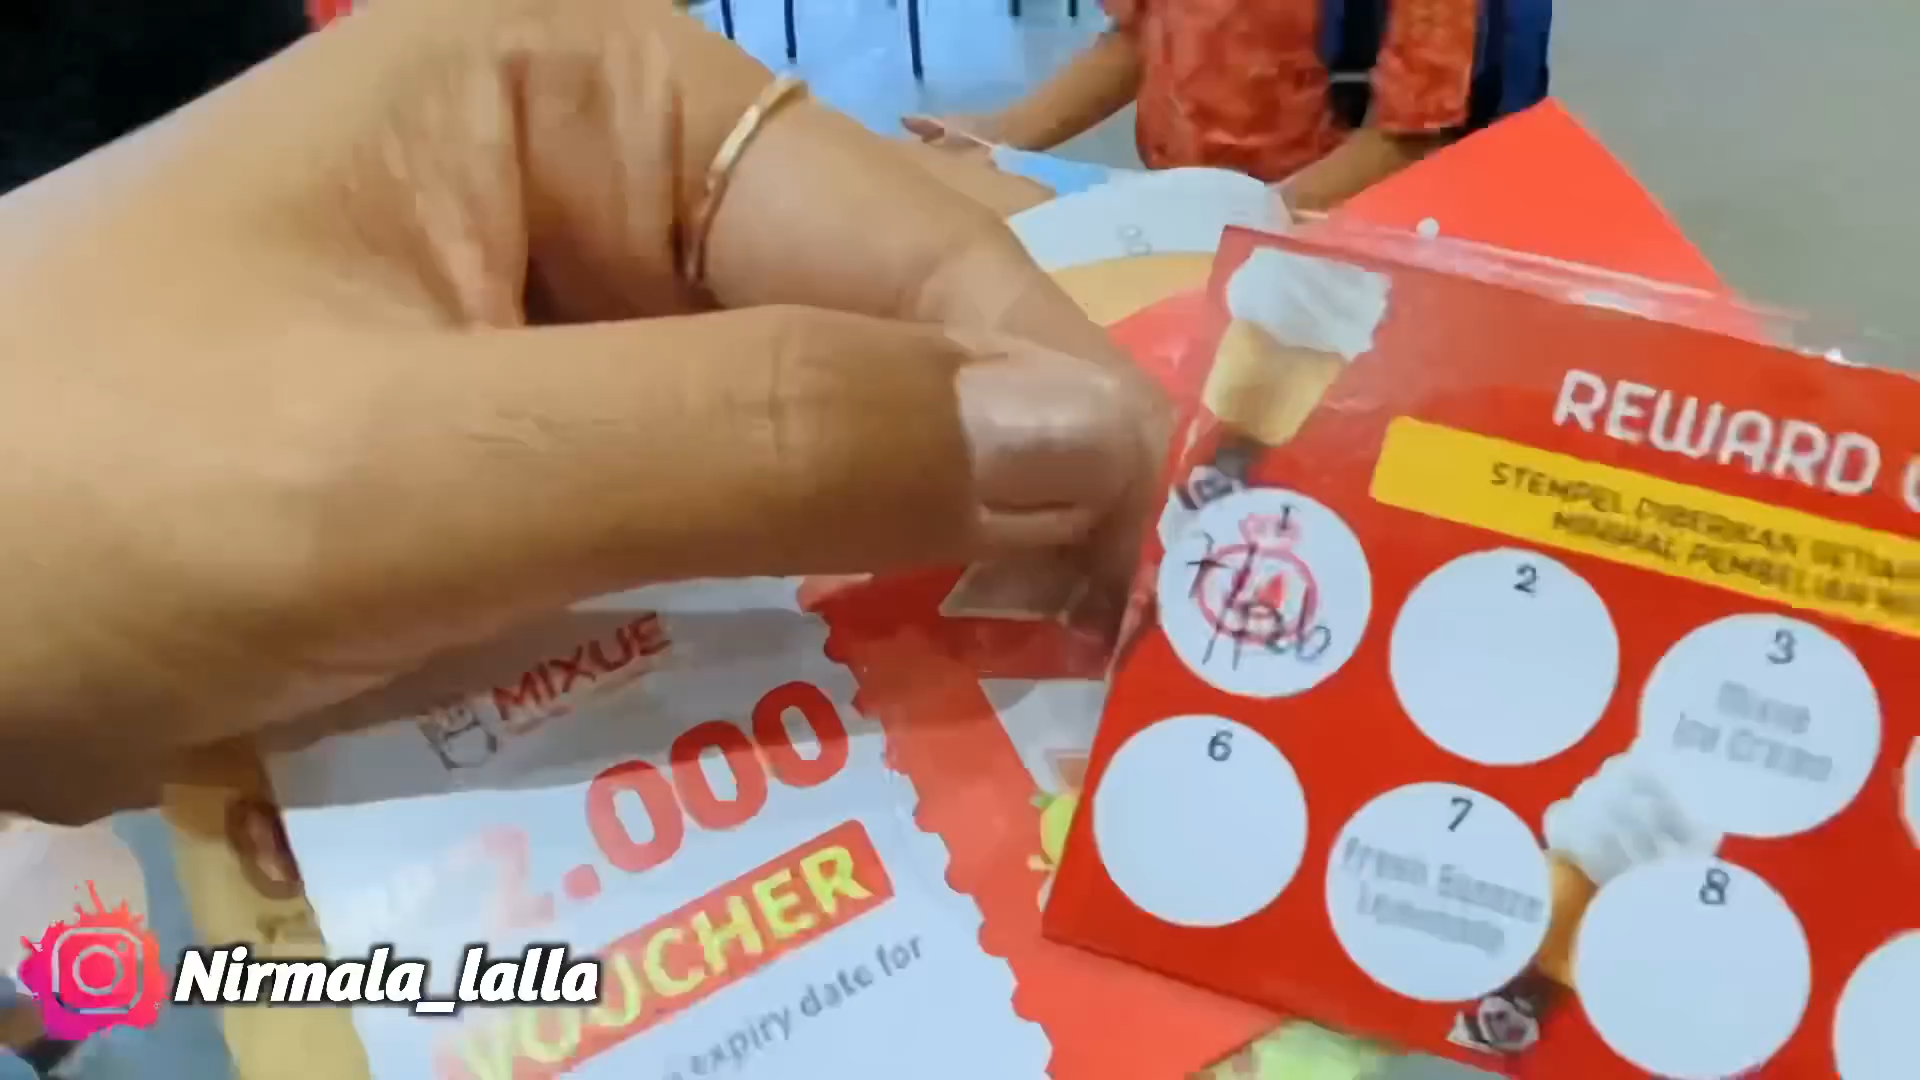 REWARD
STEMPEL DIBERIKAN
MINIMAL PEMBELIAN
1
2
3
Mixue
Ice Cream
6
7
Fresh Squeeze
Lemonade
8
MIXUE
2.000
VOUCHER
expiry date for
Nirmala_lalla